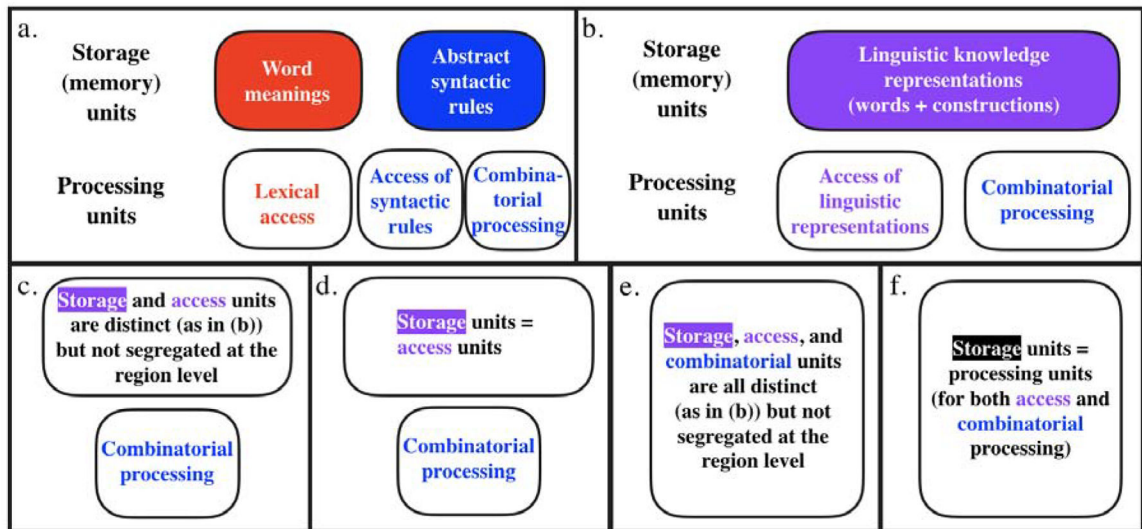 a.
Storage
(memory)
units
Word
meanings
Abstract
syntactic
rules
Processing
units
Lexical
access
Access of
syntactic
rules
Combina-
torial
processing
b.
Storage
(memory)
units
Linguistic knowledge
representations
(words + constructions)
Processing
units
Access of
linguistic
representations
Combinatorial
processing
c.
Storage and access units
are distinct (as in (b))
but not segregated at the
region level
Combinatorial
processing
d.
Storage units =
access units
Combinatorial
processing
e.
Storage, access, and
combinatorial units
are all distinct
(as in (b)) but not
segregated at the
region level
f.
Storage units =
processing units
(for both access and
combinatorial
processing)